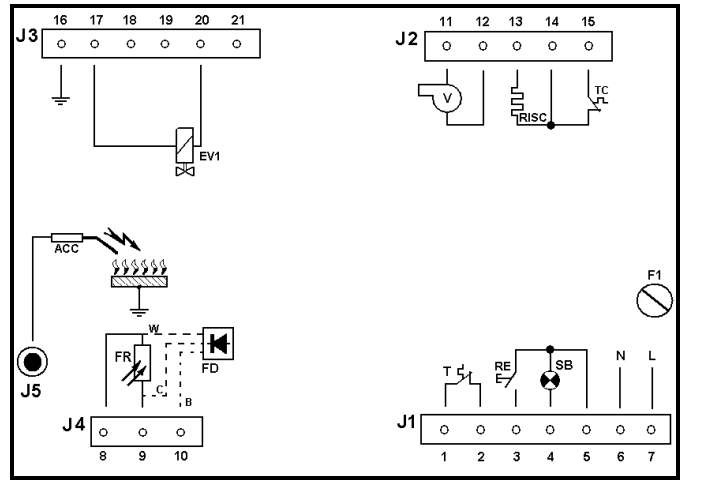 16 17 18 19 20 21
J3
EV1
11 12 13 14 15
J2
V
RISC
TC
ACC
J5
F1
W
FR
FD
C
B
J4
8 9 10
T
RE
SB
N L
J1
1 2 3 4 5 6 7